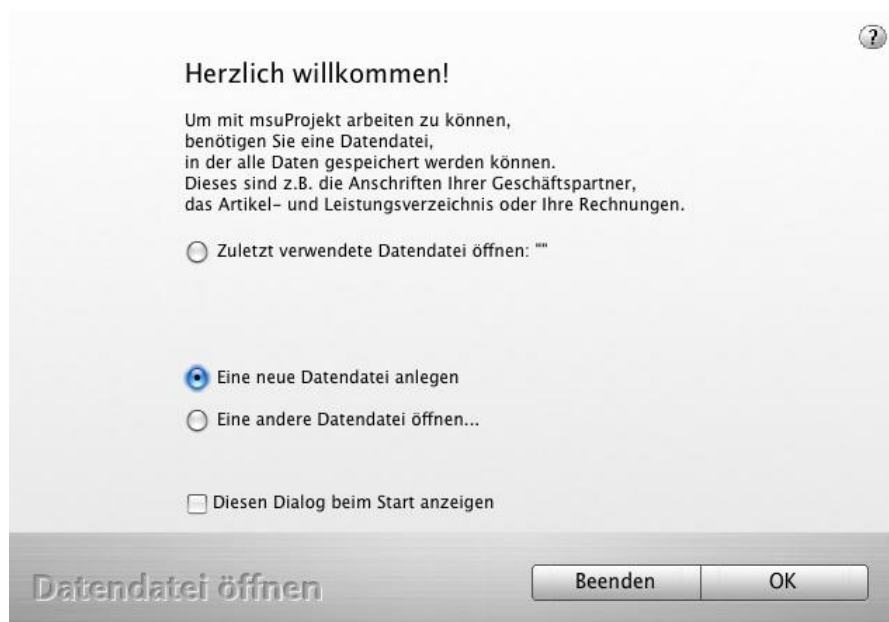 ?
Herzlich willkommen!
Um mit msuProjekt arbeiten zu können,
benötigen Sie eine Datendatei,
in der alle Daten gespeichert werden können.
Dieses sind z.B. die Anschriften Ihrer Geschäftspartner,
das Artikel- und Leistungsverzeichnis oder Ihre Rechnungen.
Zuletzt verwendete Datendatei öffnen: ""
Eine neue Datendatei anlegen
Eine andere Datendatei öffnen...
Diesen Dialog beim Start anzeigen
Datendatei öffnen
Beenden
OK